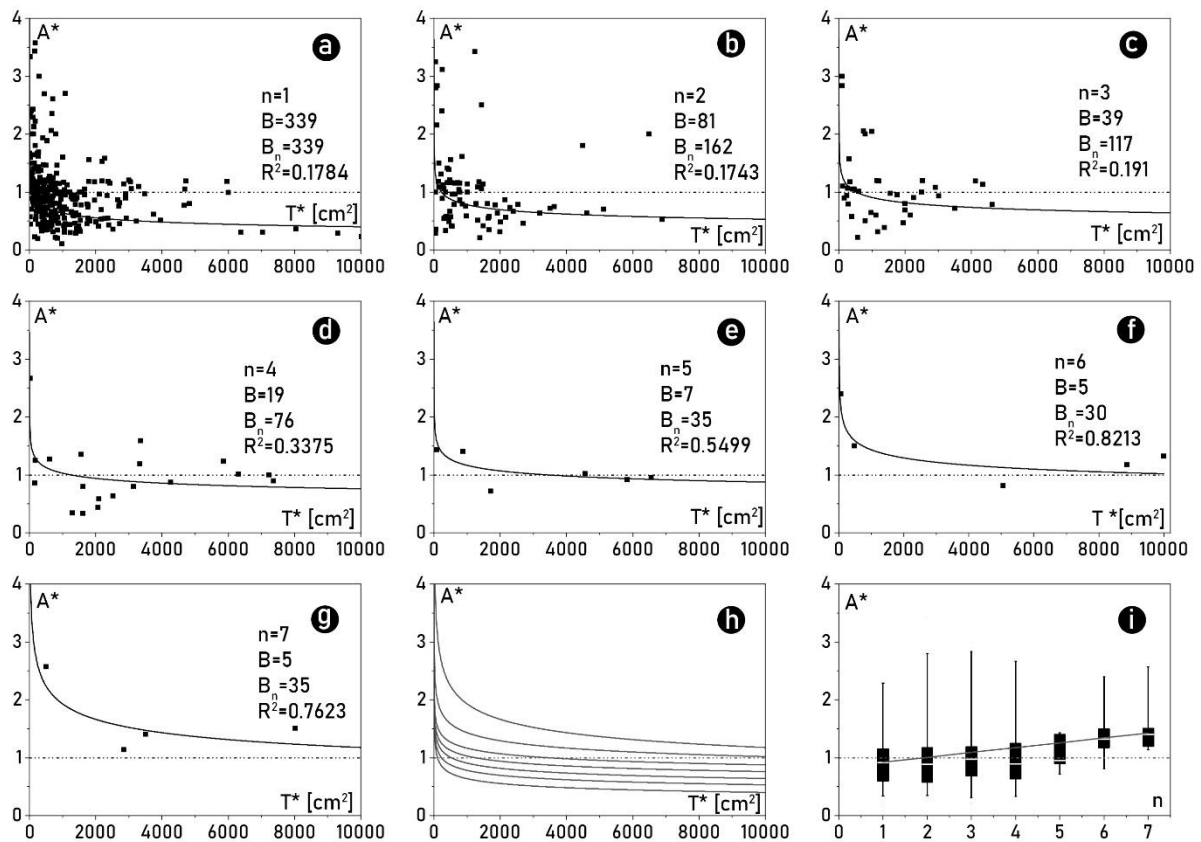 4 A* a
3 n=1
B=339
2 Bn=339
R²=0.1784
1
T* [cm²]
0
0 2000 4000 6000 8000 10000
4 A* b
3 n=2
B=81
2 Bn=162
R²=0.1743
1
T* [cm²]
0
0 2000 4000 6000 8000 10000
4 A* c
3 n=3
B=39
2 Bn=117
R²=0.191
1
T* [cm²]
0
0 2000 4000 6000 8000 10000
4 A* d
3 n=4
B=19
2 Bn=76
R²=0.3375
1
T* [cm²]
0
0 2000 4000 6000 8000 10000
4 A* e
3 n=5
B=7
2 Bn=35
R²=0.5499
1
T* [cm²]
0
0 2000 4000 6000 8000 10000
4 A* f
3 n=6
B=5
2 Bn=30
R²=0.8213
1
T* [cm²]
0
0 2000 4000 6000 8000 10000
4 A* g
3 n=7
B=5
2 Bn=35
R²=0.7623
1
T* [cm²]
0
0 2000 4000 6000 8000 10000
4 A* h
3
2
1
T* [cm²]
0
0 2000 4000 6000 8000 10000
4 A* i
3
2
1
n
0
0 1 2 3 4 5 6 7